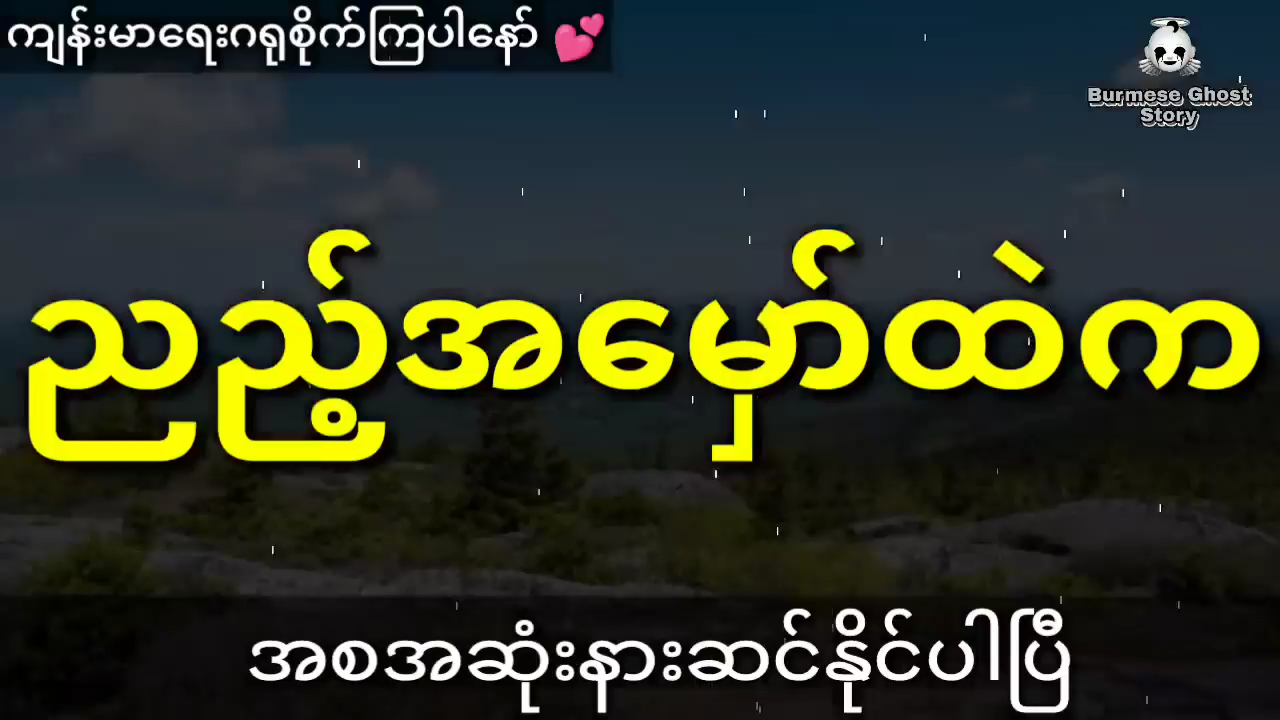 ကျန်းမာရေးဂရုစိုက်ကြပါနော် 💕
Burmese Ghost
Story
ညည့်အမှော်ထဲက
အစအဆုံးနားဆင်နိုင်ပါပြီ